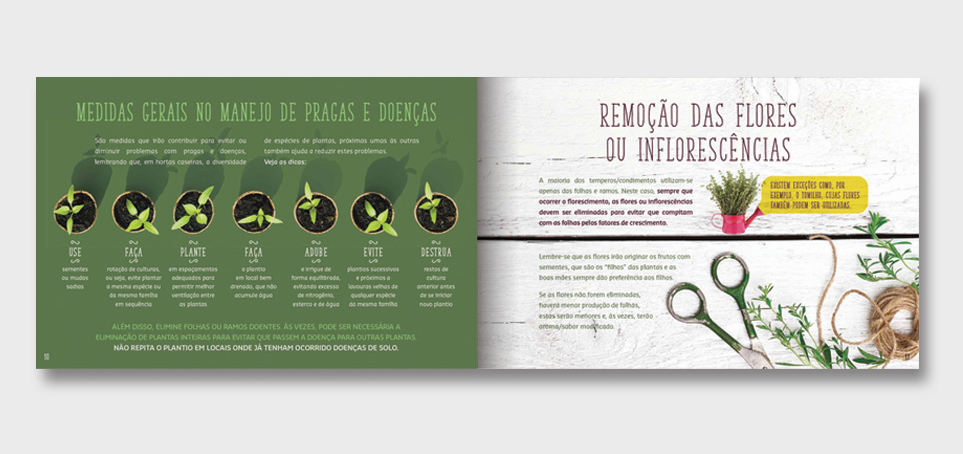 MEDIDAS GERAIS NO MANEJO DE PRAGAS E DOENÇAS
São medidas que irão contribuir para evitar ou
diminuir problemas com pragas e doenças,
lembrando que, em hortas caseiras, a diversidade
de espécies de plantas, próximas umas às outras
também ajuda a reduzir estes problemas.
Veja as dicas:
USE
sementes
ou mudas
sadias
FAÇA
rotação de culturas,
ou seja, evite plantar
a mesma espécie ou
da mesma família
em sequência
PLANTE
em espaçamentos
adequados para
permitir melhor
ventilação entre
as plantas
FAÇA
o plantio
em local bem
drenado, que não
acumule água
ADUBE
e irrigue de
forma equilibrada,
evitando excesso
de nitrogênio,
esterco e de água
EVITE
plantios sucessivos
e próximos a
lavouras velhas de
qualquer espécie
da mesma família
DESTRUA
restos de
cultura
anterior antes
de se iniciar
novo plantio
ALÉM DISSO, ELIMINE FOLHAS OU RAMOS DOENTES. ÀS VEZES, PODE SER NECESSÁRIA A
ELIMINAÇÃO DE PLANTAS INTEIRAS PARA EVITAR QUE PASSEM A DOENÇA PARA OUTRAS PLANTAS.
NÃO REPITA O PLANTIO EM LOCAIS ONDE JÁ TENHAM OCORRIDO DOENÇAS DE SOLO.
REMOÇÃO DAS FLORES
OU INFLORESCÊNCIAS
A maioria dos temperos/condimentos utilizam-se
apenas das folhas e ramos. Neste caso, sempre que
ocorrer o florescimento, as flores ou inflorescências
devem ser eliminadas para evitar que compitam
com as folhas pelos fatores de crescimento.
EXISTEM EXCEÇÕES COMO, POR
EXEMPLO, O TOMILHO, CUJAS FLORES
TAMBÉM PODEM SER UTILIZADAS.
Lembre-se que as flores irão originar os frutos com
sementes, que são os "filhos" das plantas e as
boas mães sempre dão preferência aos filhos.
Se as flores não forem eliminadas,
haverá menor produção de folhas,
estas serão menores e, às vezes, terão
aroma/sabor modificado.